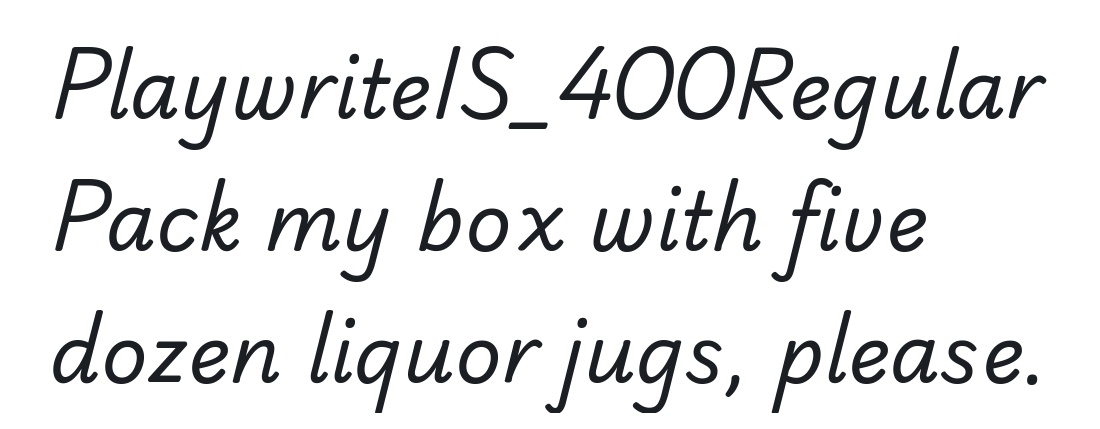 PlaywriteIS_400Regular
Pack my box with five
dozen liquor jugs, please.